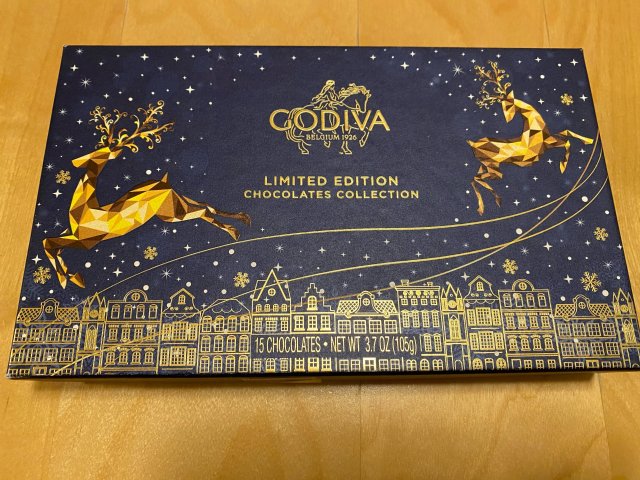 GODIVA
BELGIUM 1926
LIMITED EDITION
CHOCOLATES COLLECTION
15 CHOCOLATES • NET WT 3.7 OZ (105g)